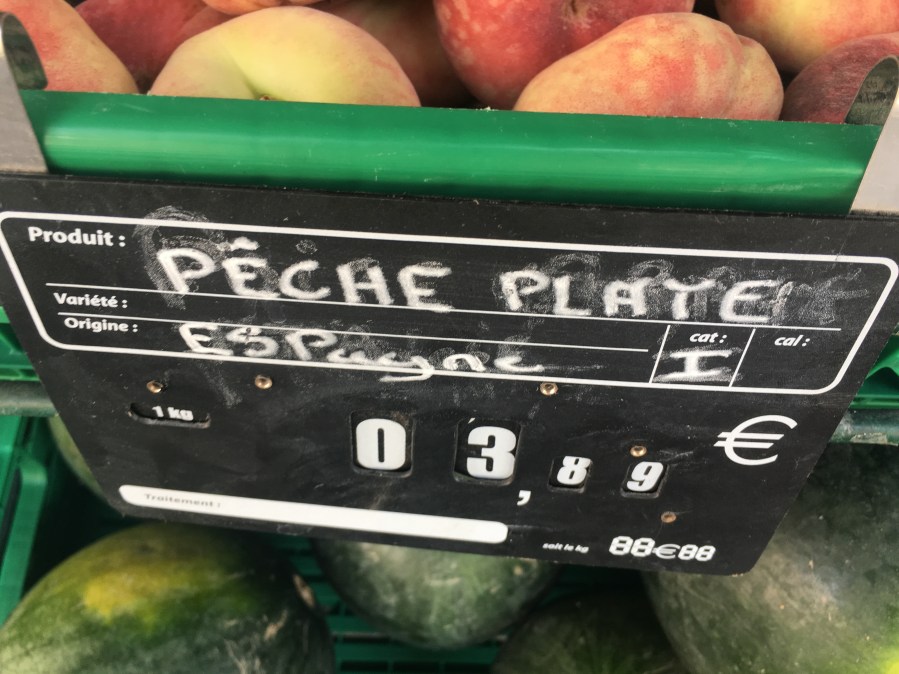 Produit : PÊCHE PLATE
Variété :
Origine : ESPagne
cat : I
cal :
1 kg
03,89 €
Traitement :
soit le kg 88€88